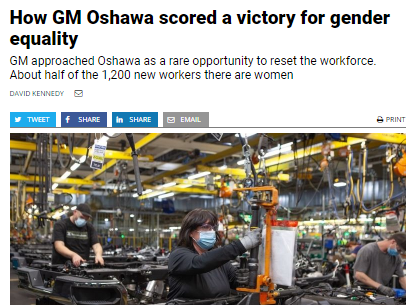 How GM Oshawa scored a victory for gender
equality
GM approached Oshawa as a rare opportunity to reset the workforce.
About half of the 1,200 new workers there are women
DAVID KENNEDY
TWEET SHARE SHARE EMAIL PRINT